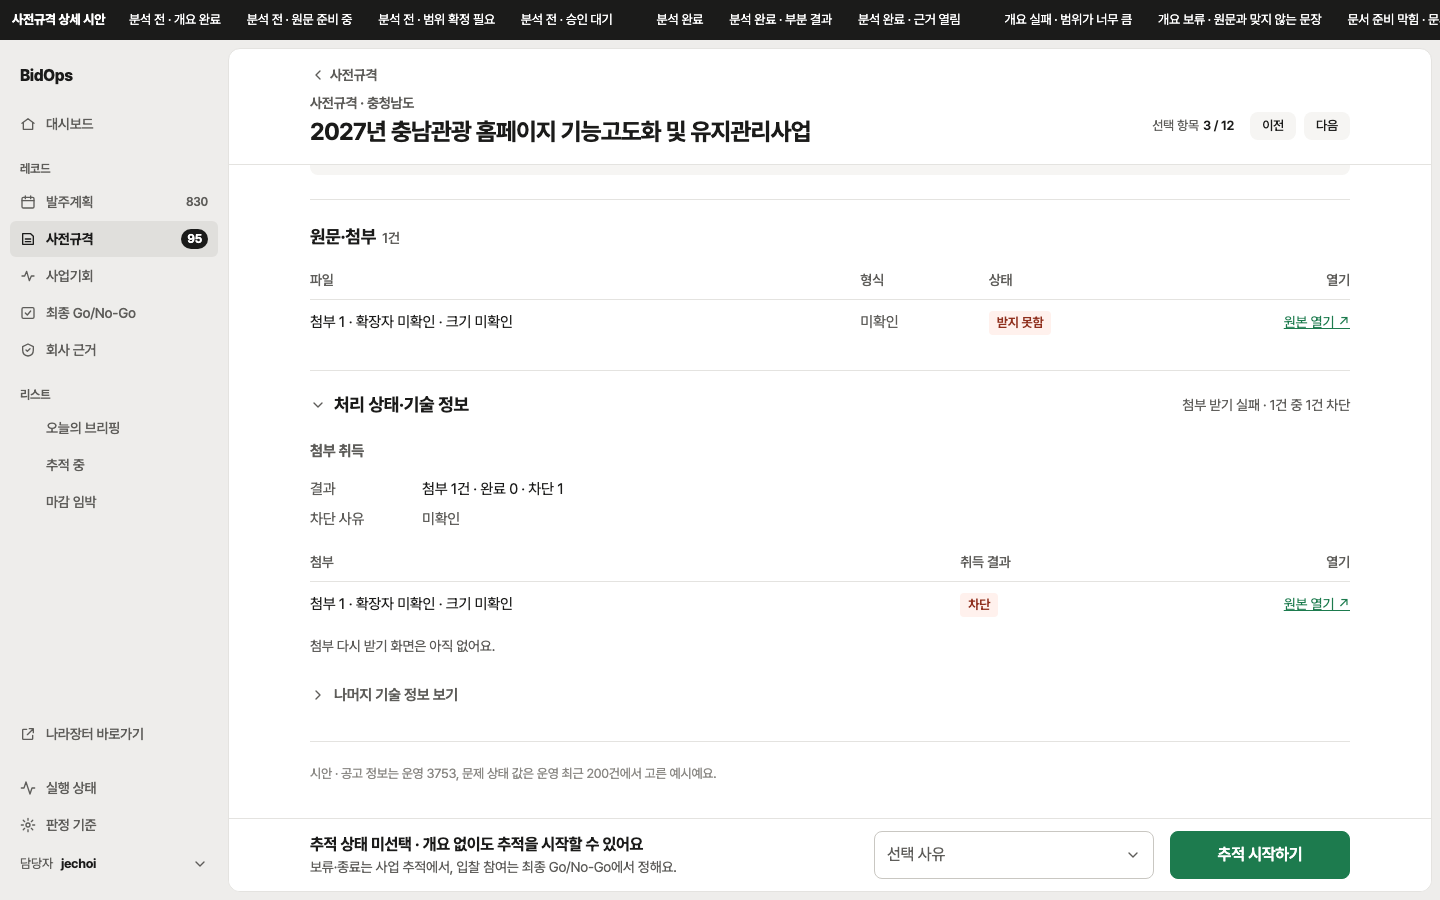 사전규격 상세 시안 분석 전 · 개요 완료 분석 전 · 원문 준비 중 분석 전 · 범위 확정 필요 분석 전 · 승인 대기 분석 완료 분석 완료 · 부분 결과 분석 완료 · 근거 열림 개요 실패 · 범위가 너무 큼 개요 보류 · 원문과 맞지 않는 문장 문서 준비 막힘 · 문
BidOps
대시보드
레코드
발주계획 830
사전규격 95
사업기회
최종 Go/No-Go
회사 근거
리스트
오늘의 브리핑
추적 중
마감 임박
나라장터 바로가기
실행 상태
판정 기준
담당자 jechoi
사전규격
사전규격 · 충청남도
2027년 충남관광 홈페이지 기능고도화 및 유지관리사업
선택 항목 3 / 12 이전 다음
원문·첨부 1건
파일 형식 상태 열기
첨부 1 · 확장자 미확인 · 크기 미확인 미확인 받지 못함 원본 열기 ↗
처리 상태·기술 정보 첨부 받기 실패 · 1건 중 1건 차단
첨부 취득
결과 첨부 1건 · 완료 0 · 차단 1
차단 사유 미확인
첨부 취득 결과 열기
첨부 1 · 확장자 미확인 · 크기 미확인 차단 원본 열기 ↗
첨부 다시 받기 화면은 아직 없어요.
나머지 기술 정보 보기
시안 · 공고 정보는 운영 3753, 문제 상태 값은 운영 최근 200건에서 고른 예시예요.
추적 상태 미선택 · 개요 없이도 추적을 시작할 수 있어요
보류·종료는 사업 추적에서, 입찰 참여는 최종 Go/No-Go에서 정해요.
선택 사유
추적 시작하기